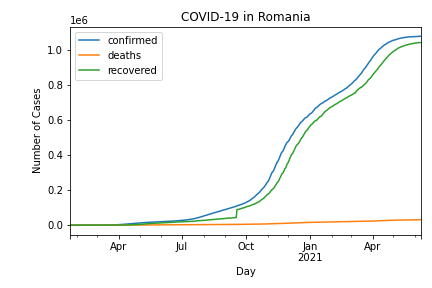 COVID-19 in Romania
1e6
confirmed
deaths
recovered
Number of Cases
1.0
0.8
0.6
0.4
0.2
0.0
Apr
Jul
Oct
Jan
2021
Apr
Day